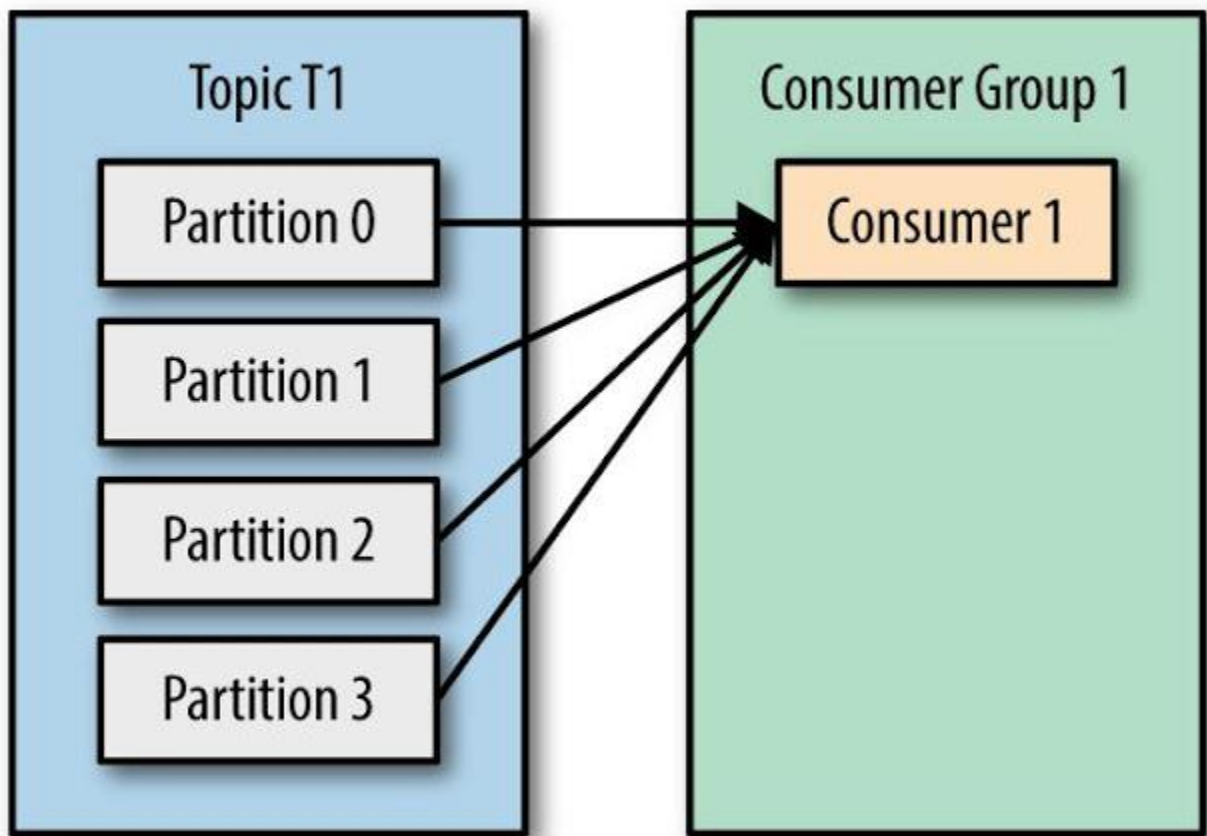 Topic T1
Partition 0
Partition 1
Partition 2
Partition 3
Consumer Group 1
Consumer 1